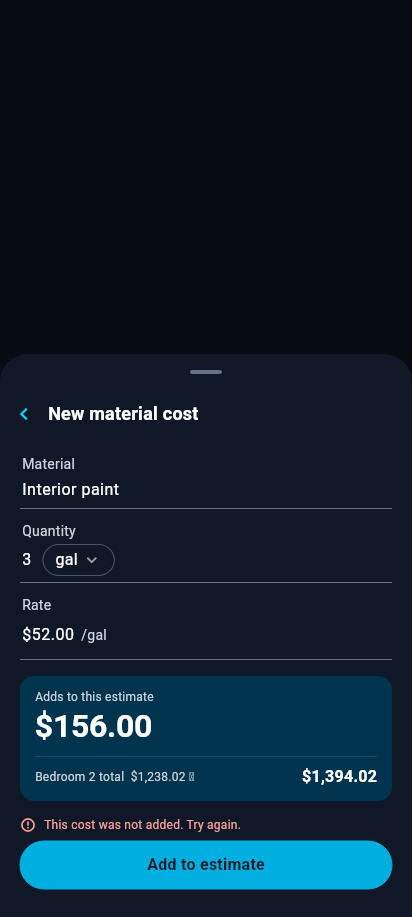 New material cost
Material
Interior paint
Quantity
3 gal
Rate
$52.00 /gal
Adds to this estimate
$156.00
Bedroom 2 total $1,238.02 $1,394.02
This cost was not added. Try again.
Add to estimate